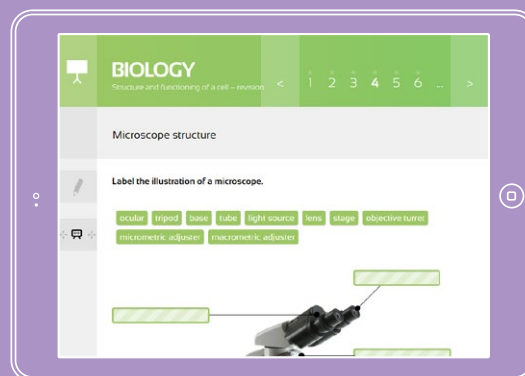 BIOLOGY
Structure and functioning of a cell – revision
< 1 2 3 4 5 6 ... >
Microscope structure
Label the illustration of a microscope.
ocular tripod base tube light source lens stage objective turret
micrometric adjuster macrometric adjuster